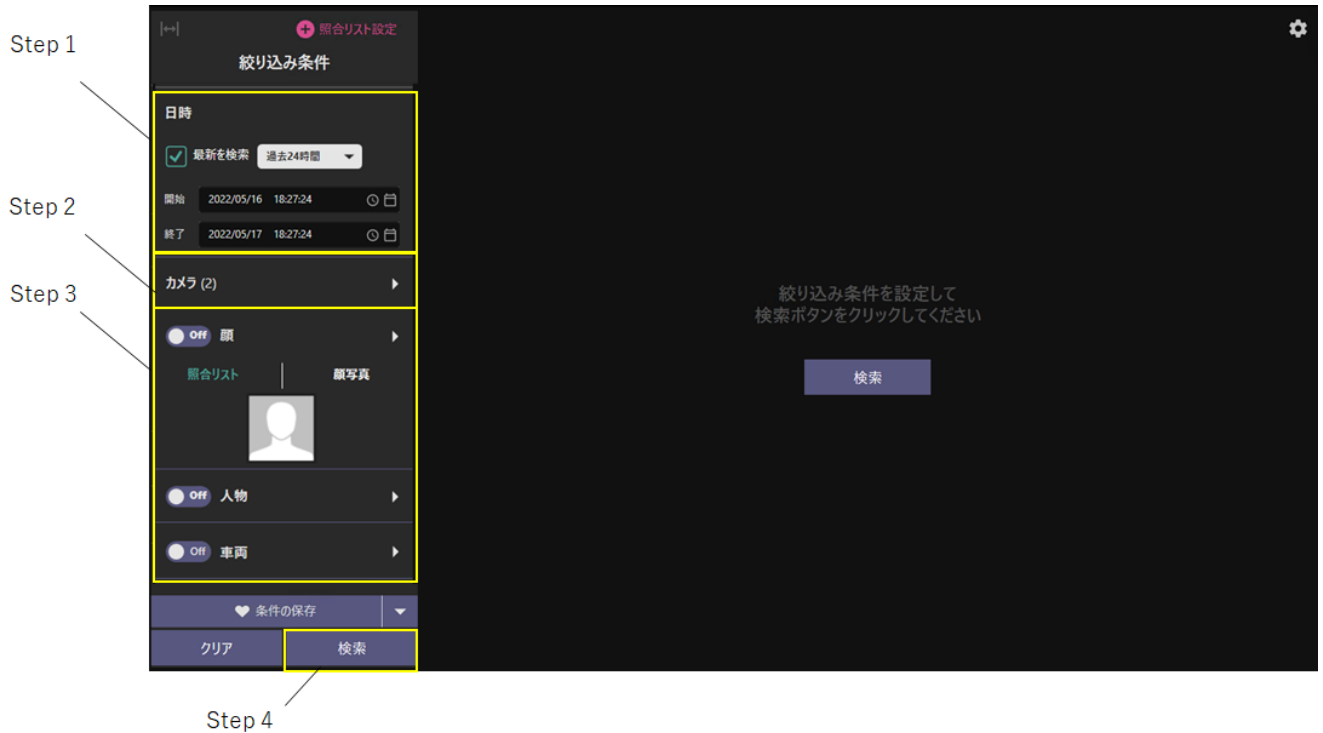 Step 1
Step 2
Step 3
Step 4
照合リスト設定
絞り込み条件
日時
最新を検索 過去24時間
開始 2022/05/16 18:27:24
終了 2022/05/17 18:27:24
カメラ (2)
Off 顔
照合リスト 顔写真
Off 人物
Off 車両
条件の保存
クリア 検索
絞り込み条件を設定して
検索ボタンをクリックしてください
検索